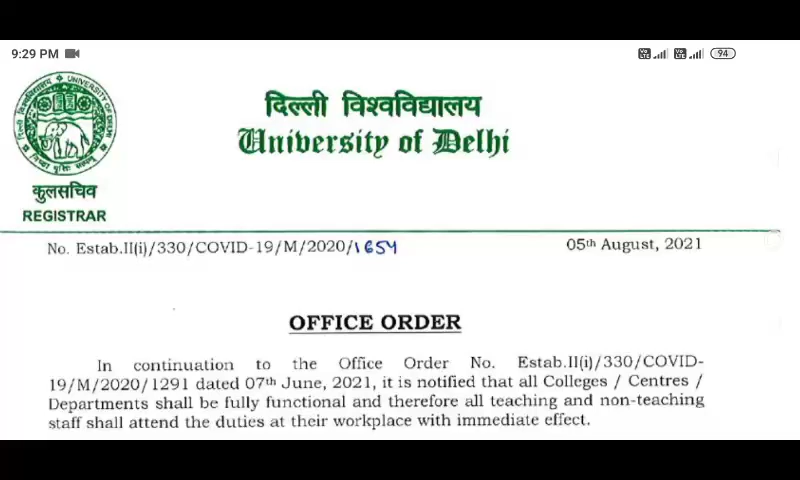 9:29 PM
94
दिल्ली विश्वविद्यालय
University of Delhi
UNIVERSITY OF DELHI
कुलसचिव
REGISTRAR
No. Estab.II(i)/330/COVID-19/M/2020/1654
05th August, 2021
OFFICE ORDER
In continuation to the Office Order No. Estab.II(i)/330/COVID-
19/M/2020/1291 dated 07th June, 2021, it is notified that all Colleges / Centres /
Departments shall be fully functional and therefore all teaching and non-teaching
staff shall attend the duties at their workplace with immediate effect.